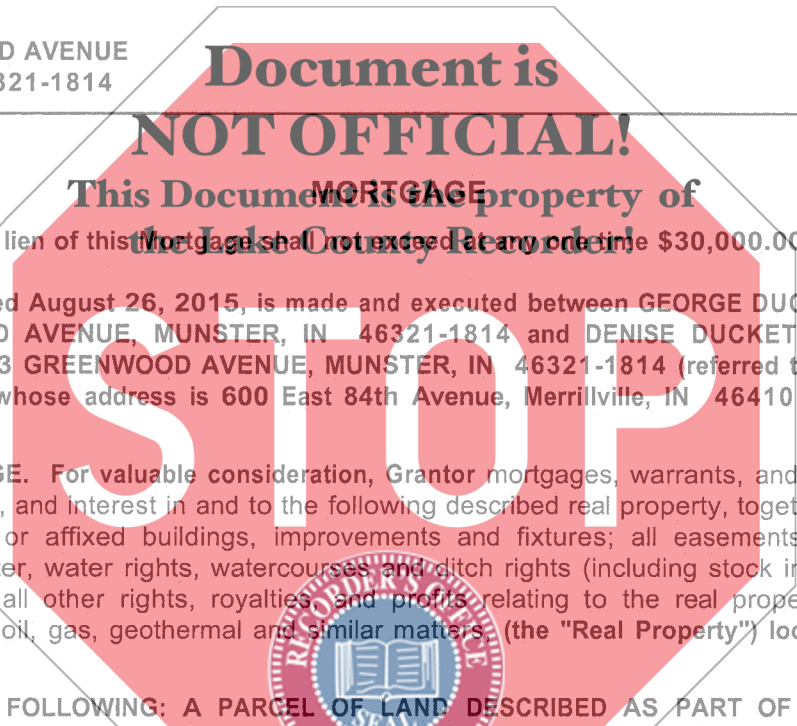 D AVENUE
321-1814
Document is
NOT OFFICIAL!
This Document is the property of
the Lake County Recorder!
MORTGAGE
lien of this Mortgage shall not exceed at any one time $30,000.00
ed August 26, 2015, is made and executed between GEORGE DUC
D AVENUE, MUNSTER, IN 46321-1814 and DENISE DUCKET
3 GREENWOOD AVENUE, MUNSTER, IN 46321-1814 (referred t
whose address is 600 East 84th Avenue, Merrillville, IN 46410
STOP
GE. For valuable consideration, Grantor mortgages, warrants, and
, and interest in and to the following described real property, toget
or affixed buildings, improvements and fixtures; all easements
ter, water rights, watercourses and ditch rights (including stock i
all other rights, royalties, and profits relating to the real prope
oil, gas, geothermal and similar matters, (the "Real Property") loc
RECORDER'S OFFICE
SEAL
FOLLOWING: A PARCEL OF LAND DESCRIBED AS PART OF